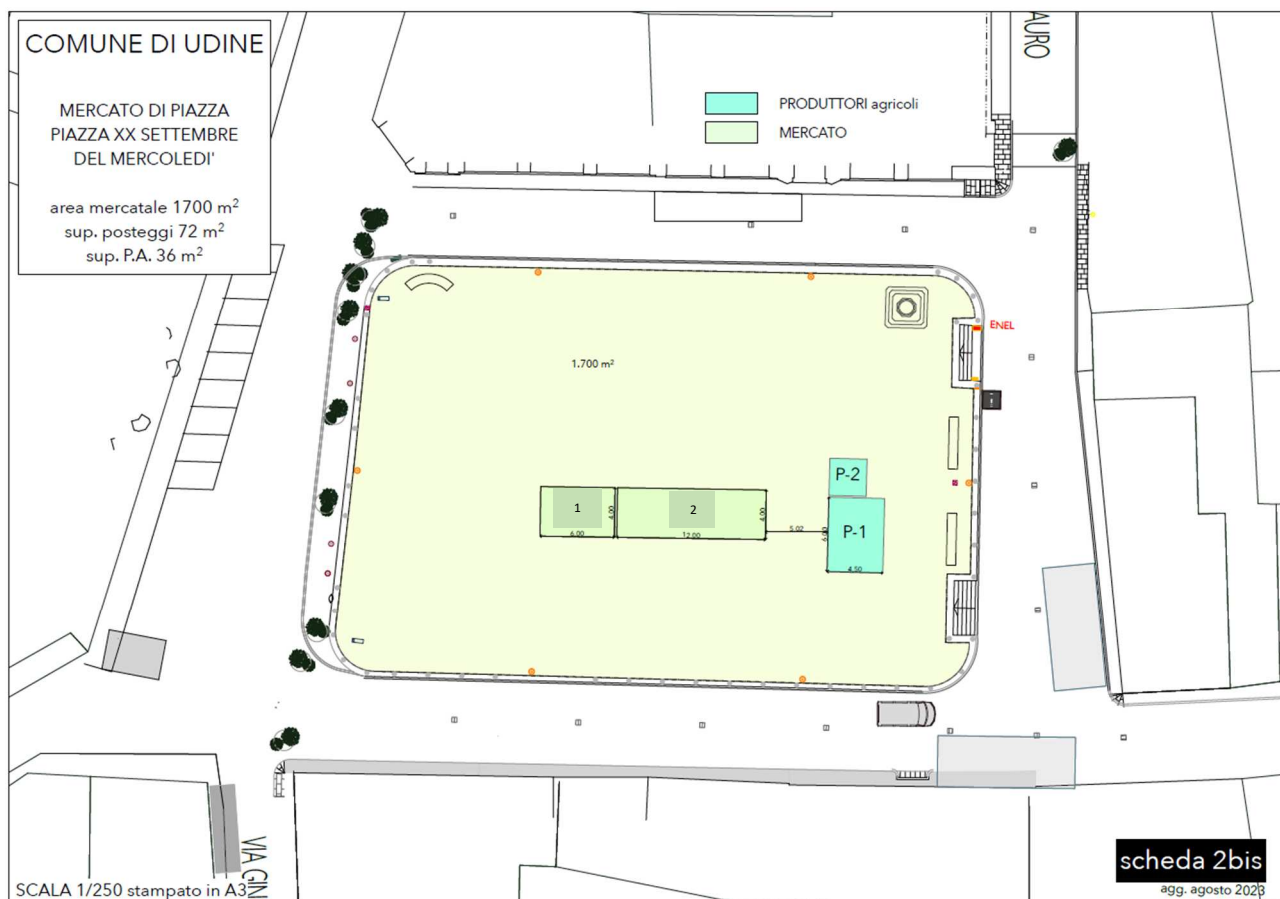 COMUNE DI UDINE
MERCATO DI PIAZZA
PIAZZA XX SETTEMBRE
DEL MERCOLEDI'
area mercatale 1700 m²
sup. posteggi 72 m²
sup. P.A. 36 m²
PRODUTTORI agricoli
MERCATO
AURO
ENEL
1.700 m²
P-2
1
4.00
2
4.00
5.02
6.00
P-1
6.00
12.00
4.50
VIA GIN
SCALA 1/250 stampato in A3
scheda 2bis
agg. agosto 2023